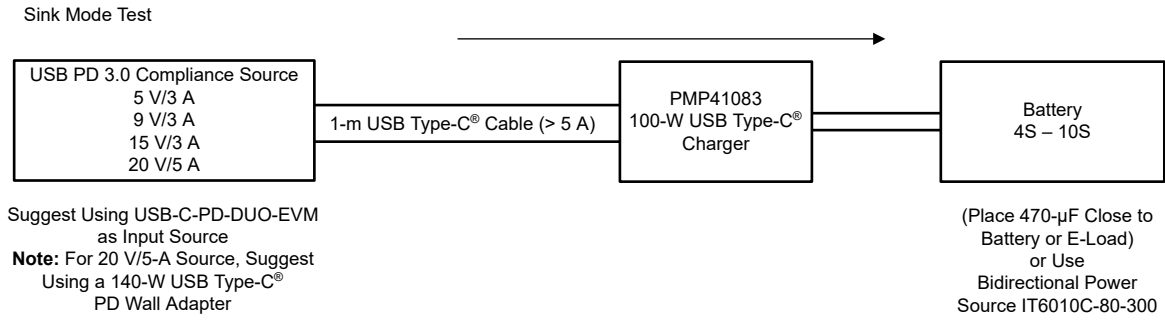 Sink Mode Test
USB PD 3.0 Compliance Source
5 V/3 A
9 V/3 A
15 V/3 A
20 V/5 A
1-m USB Type-C® Cable (> 5 A)
PMP41083
100-W USB Type-C®
Charger
Battery
4S – 10S
Suggest Using USB-C-PD-DUO-EVM
as Input Source
Note: For 20 V/5-A Source, Suggest
Using a 140-W USB Type-C®
PD Wall Adapter
(Place 470-µF Close to
Battery or E-Load)
or Use
Bidirectional Power
Source IT6010C-80-300